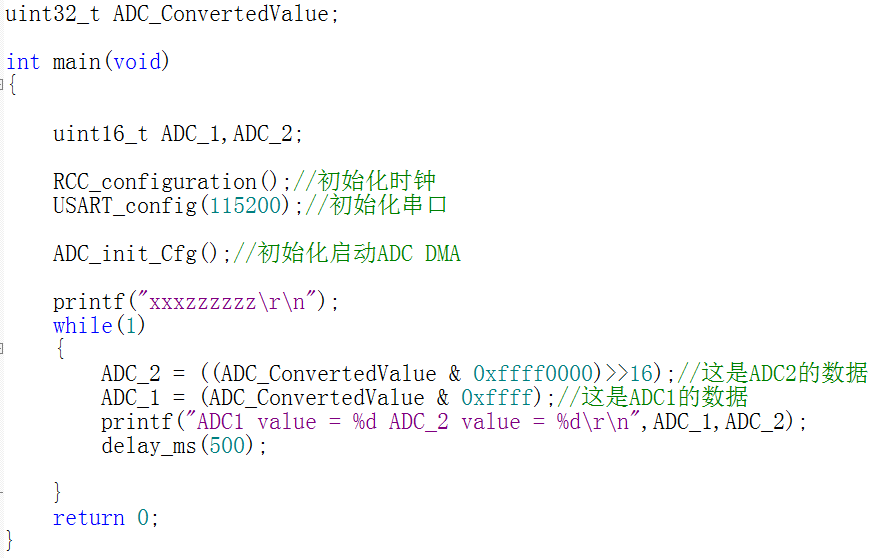 uint32_t ADC_ConvertedValue;
int main(void)
{
uint16_t ADC_1,ADC_2;
RCC_configuration();//初始化时钟
USART_config(115200);//初始化串口
ADC_init_Cfg();//初始化启动ADC DMA
printf("xxxzzzzzz\r\n");
while(1)
{
ADC_2 = ((ADC_ConvertedValue & 0xffff0000)>>16);//这是ADC2的数据
ADC_1 = (ADC_ConvertedValue & 0xffff);//这是ADC1的数据
printf("ADC1 value = %d ADC_2 value = %d\r\n",ADC_1,ADC_2);
delay_ms(500);
}
return 0;
}